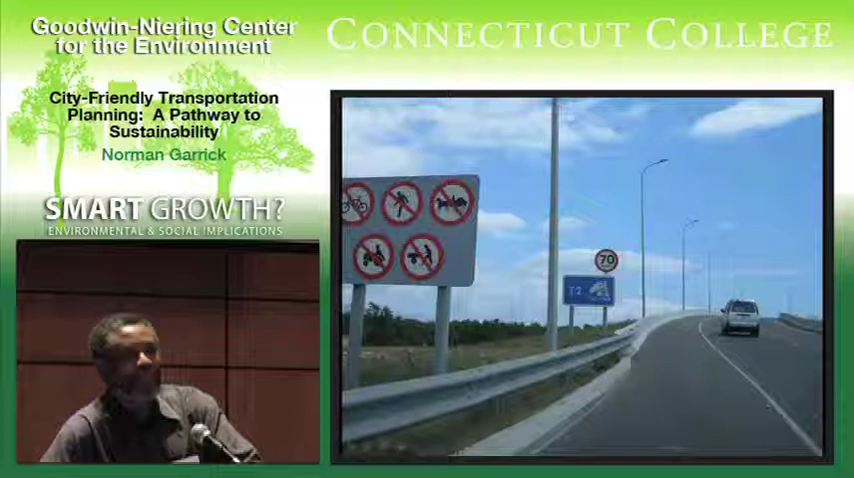 Goodwin-Niering Center
for the Environment
CONNECTICUT COLLEGE
City-Friendly Transportation
Planning: A Pathway to
Sustainability
Norman Garrick
SMART GROWTH?
ENVIRONMENTAL & SOCIAL IMPLICATIONS
70
T2